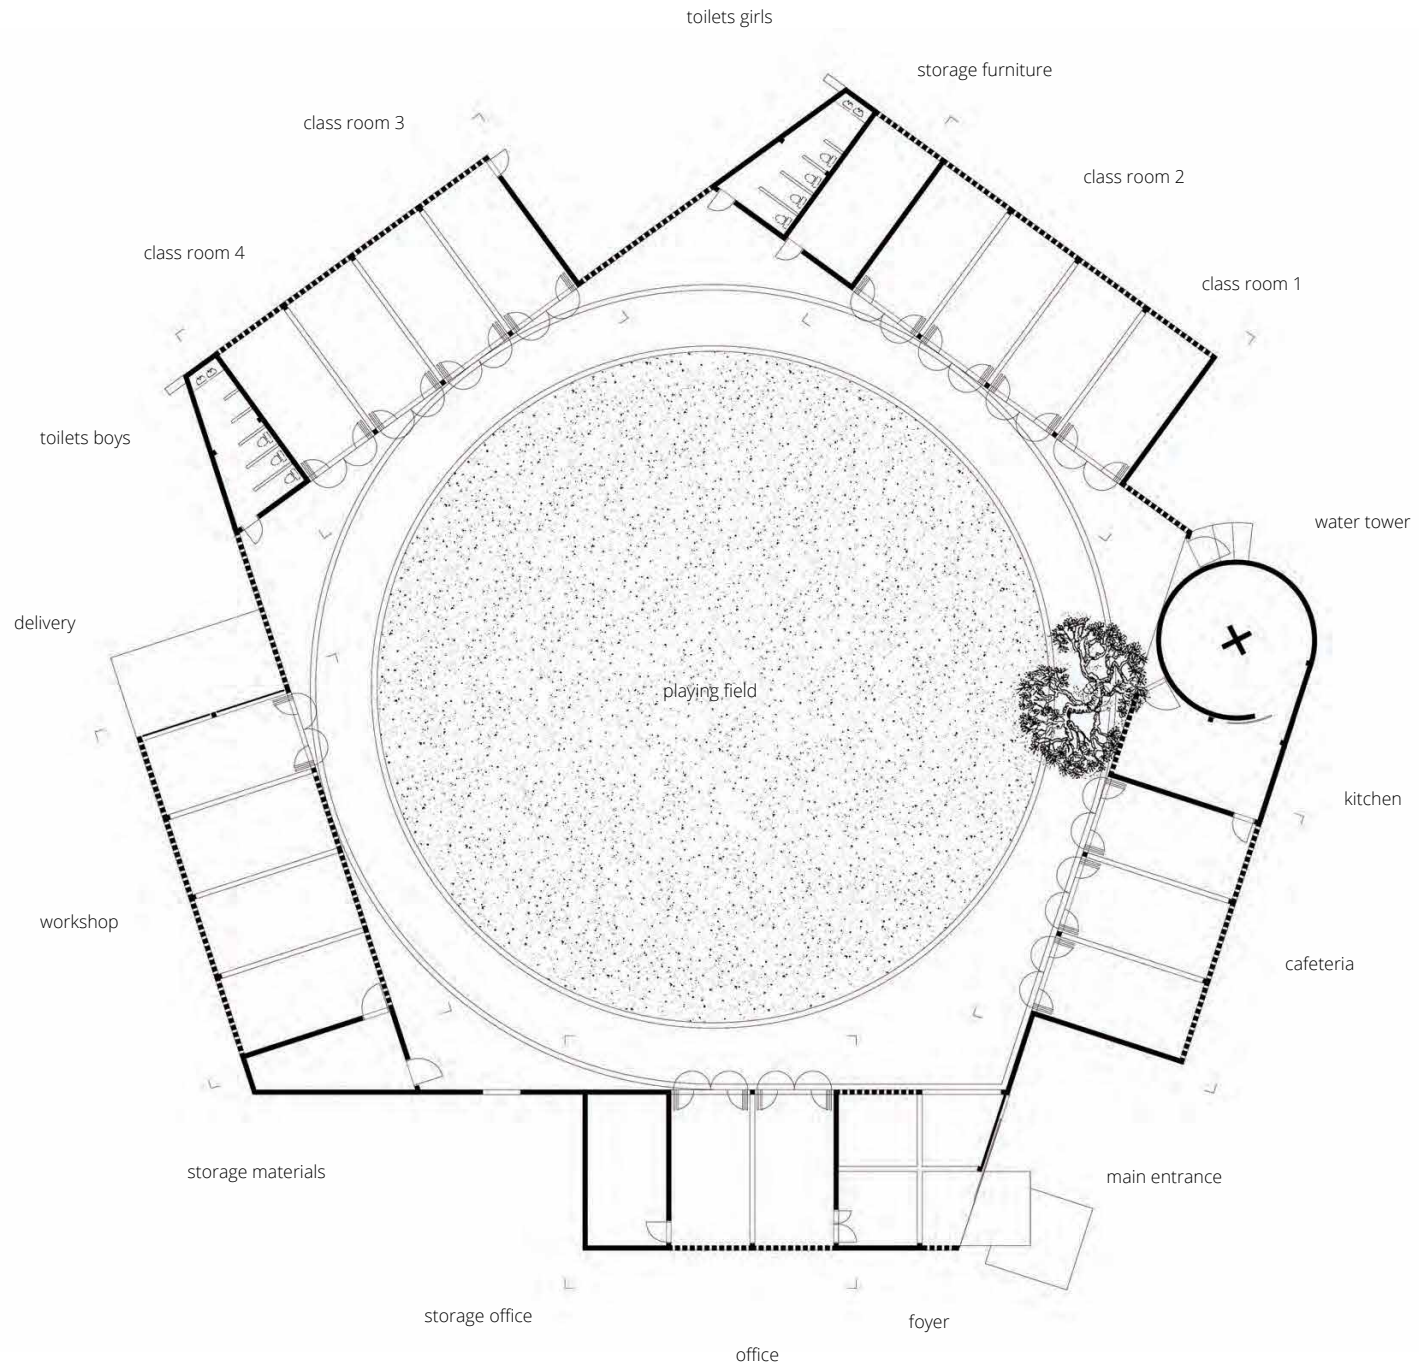 toilets girls
storage furniture
class room 3
class room 2
class room 4
class room 1
toilets boys
water tower
delivery
playing field
kitchen
workshop
cafeteria
storage materials
main entrance
storage office
foyer
office